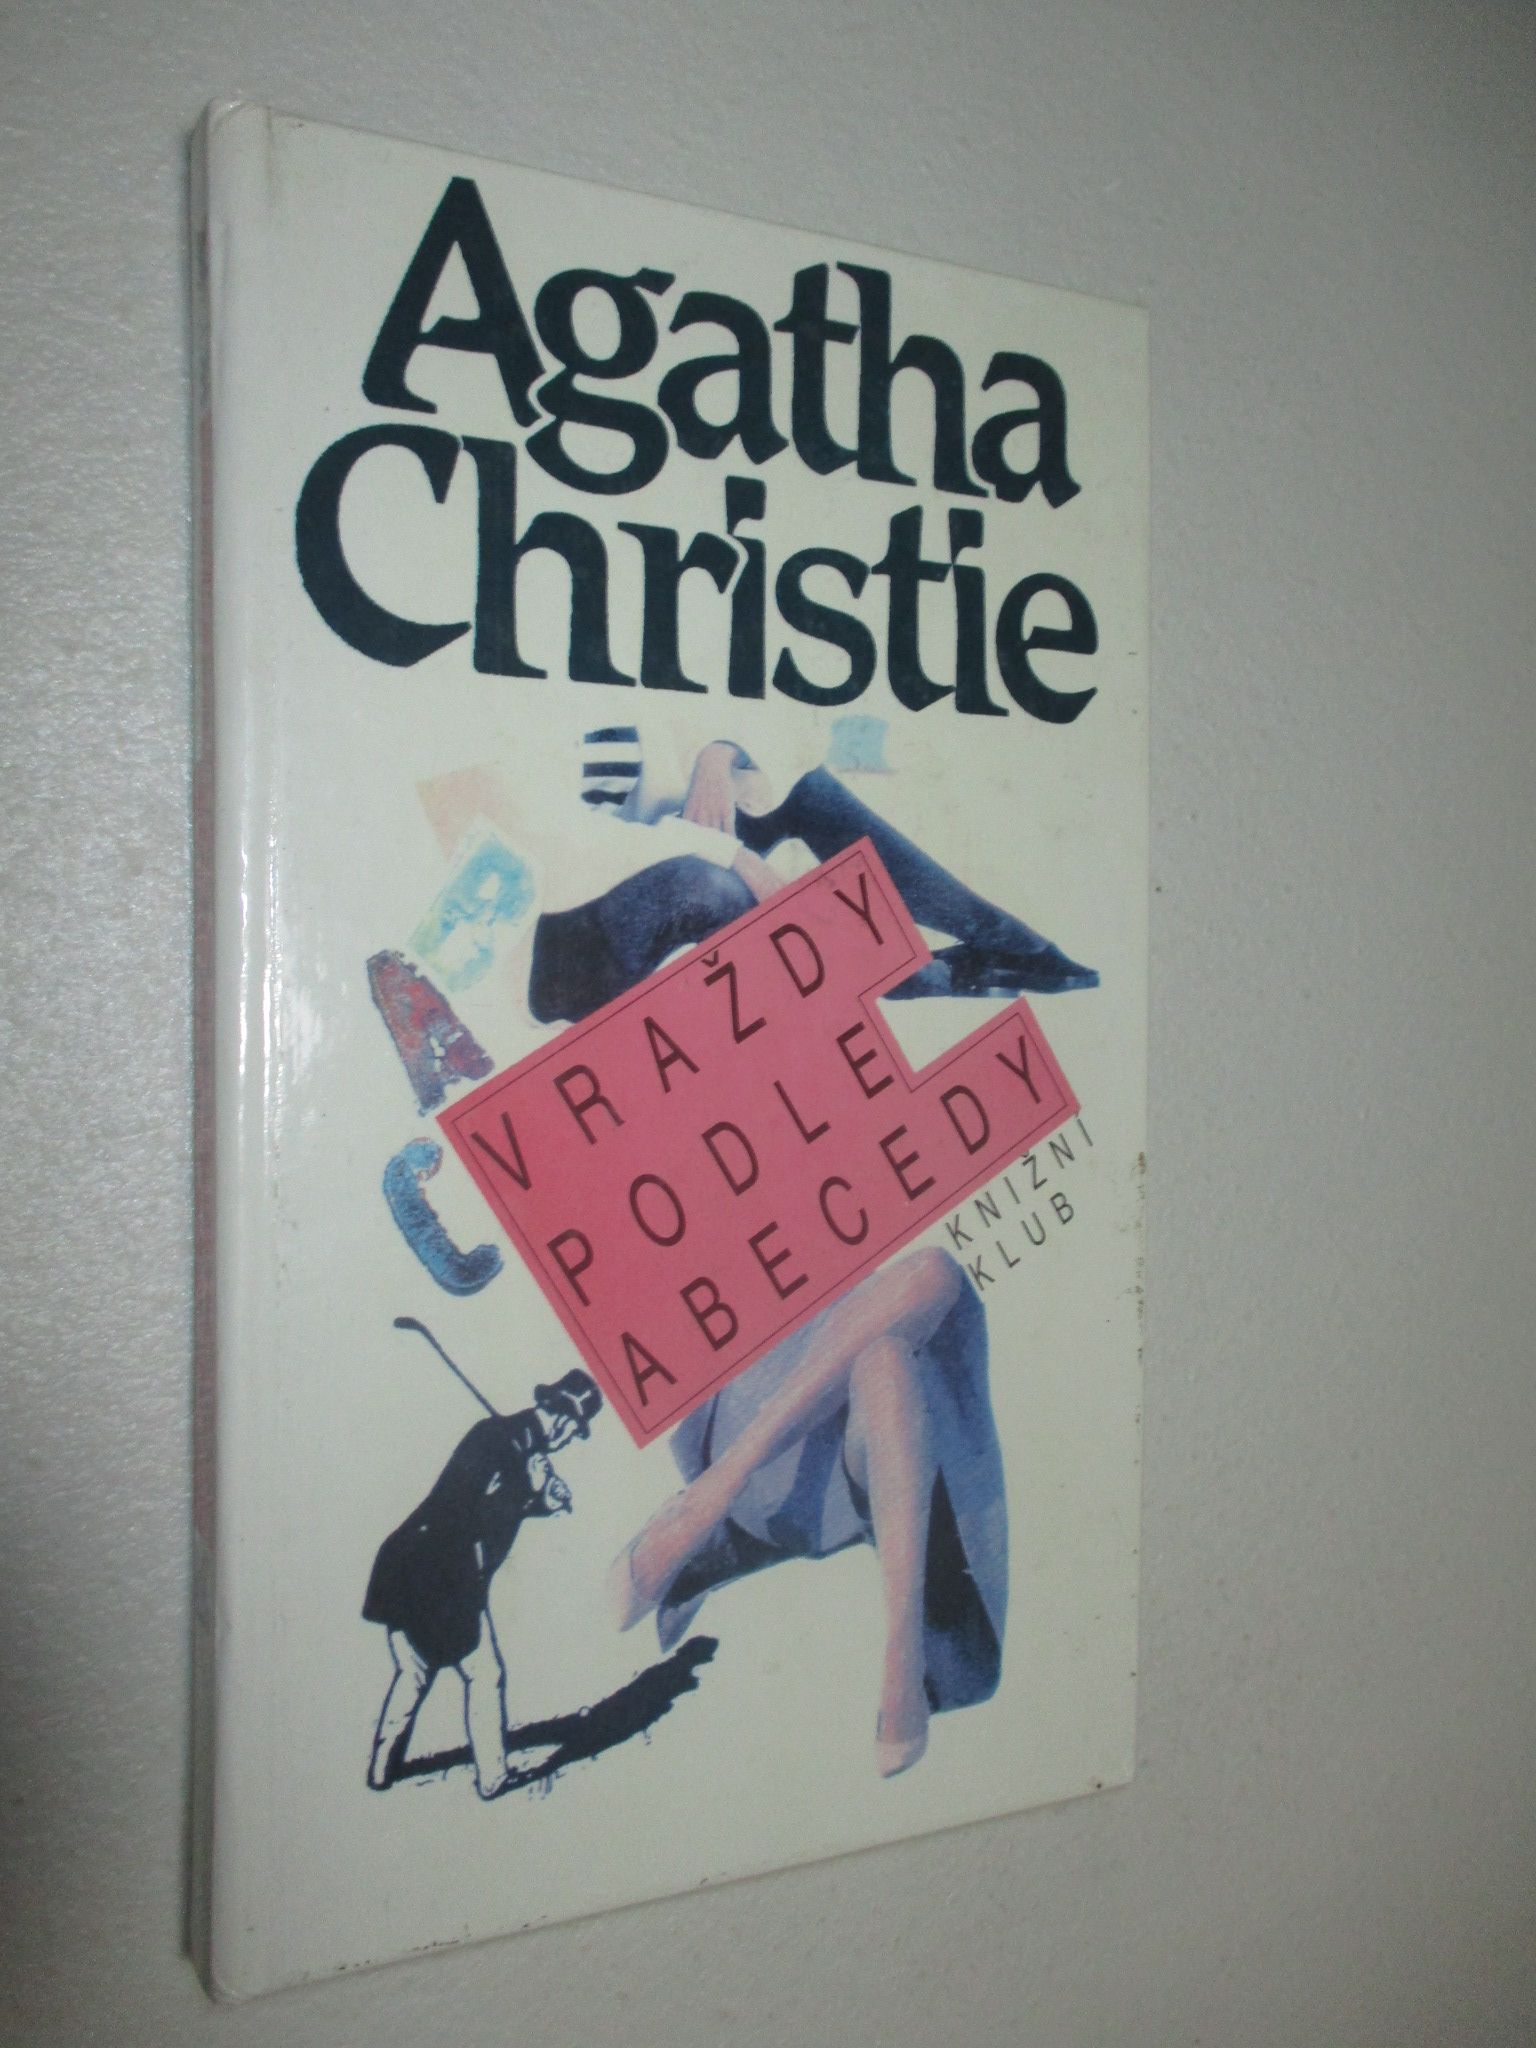 Agatha
Christie
A
B
C
VRAŽDY
PODLE
ABECEDY
KNIŽNÍ
KLUB